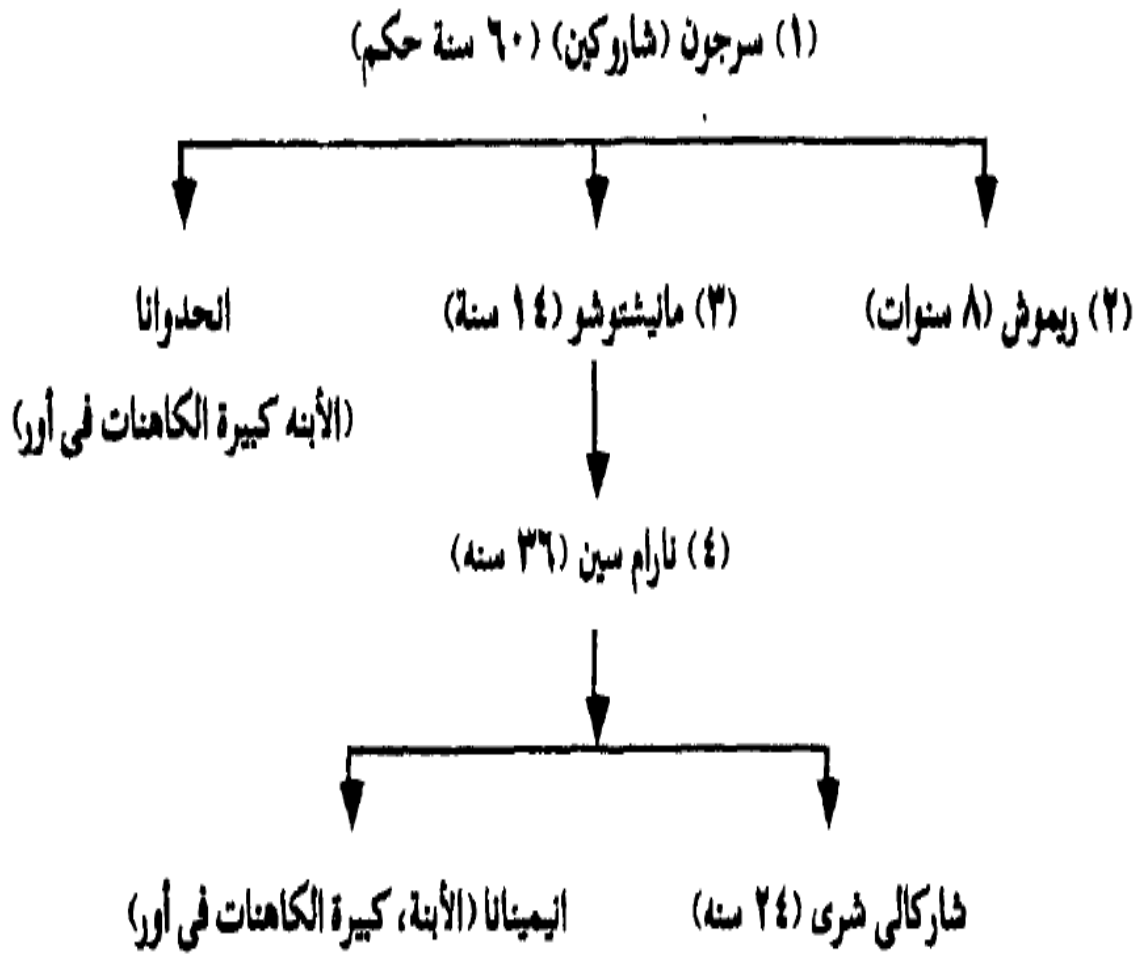 (١) سرجون (شاروكين) (٦٠ سنة حكم)
(٢) ريموش (٨ سنوات)
(٣) مانيشتوشو (١٤ سنة)
انحدوانا
(الأبنه كبيرة الكاهنات فى أور)
(٤) نارام سين (٣٦ سنه)
شاركالى شرى (٢٤ سنه)
انيمينانا (الأبنة، كبيرة الكاهنات فى أور)